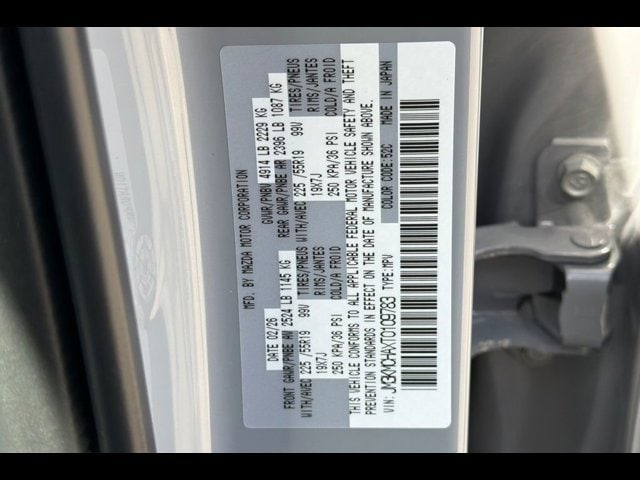 MFD. BY MAZDA MOTOR CORPORATION
DATE 02/26 GVWR/PNBV 4914 LB 2229 KG
FRONT GAWR/PNBE AV 2524 LB 1145 KG REAR GAWR/PNBE AR 2396 LB 1087 KG
WITH/AVEC 225 /55R19 99V TIRES/PNEUS WITH/AVEC 225 /55R19 99V TIRES/PNEUS
19X7J RIMS/JANTES 19X7J RIMS/JANTES
250 KPA/36 PSI COLD/A FROID 250 KPA/36 PSI COLD/A FROID
THIS VEHICLE CONFORMS TO ALL APPLICABLE FEDERAL MOTOR VEHICLE SAFETY AND THEFT
PREVENTION STANDARDS IN EFFECT ON THE DATE OF MANUFACTURE SHOWN ABOVE.
VIN: TYPE:MPV COLOR CODE:52C MADE IN JAPAN